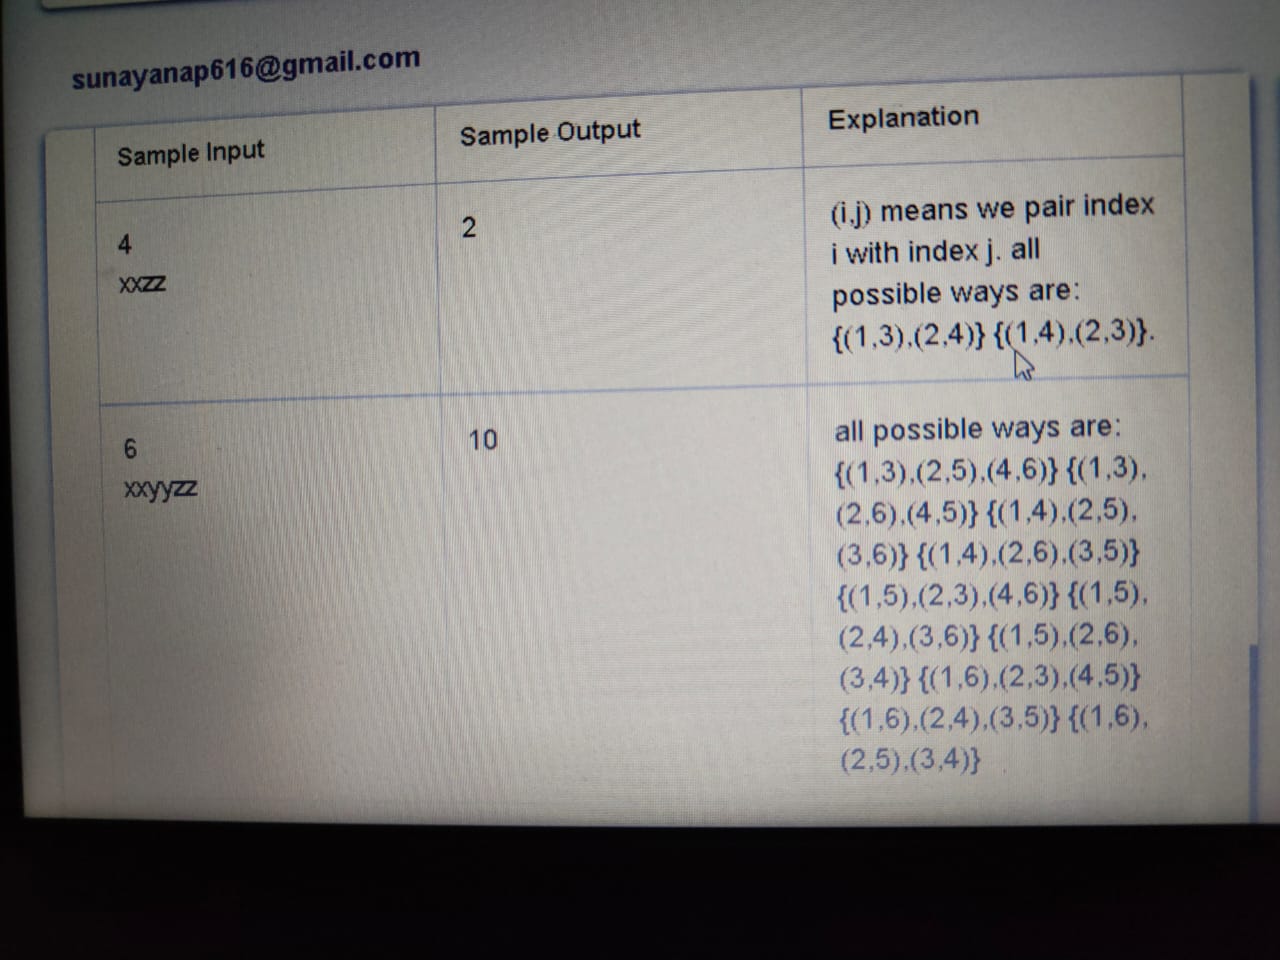 sunayanap616@gmail.com
Sample Input
Sample Output
Explanation
4
xxzz
2
(i,j) means we pair index
i with index j. all
possible ways are:
{(1,3),(2,4)} {(1,4),(2,3)}.
6
xxyyzz
10
all possible ways are:
{(1,3),(2,5),(4,6)} {(1,3),
(2,6),(4,5)} {(1,4),(2,5),
(3,6)} {(1,4),(2,6),(3,5)}
{(1,5),(2,3),(4,6)} {(1,5),
(2,4),(3,6)} {(1,5),(2,6),
(3,4)} {(1,6),(2,3),(4,5)}
{(1,6),(2,4),(3,5)} {(1,6),
(2,5),(3,4)}